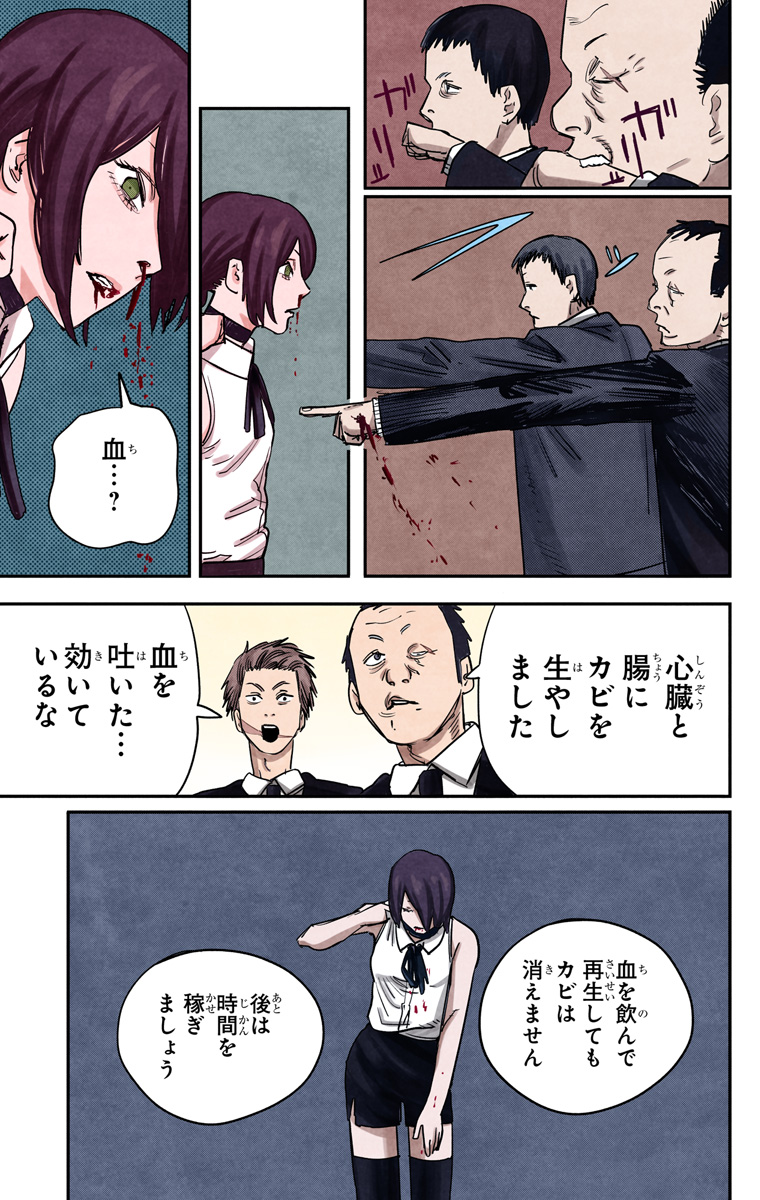 ガリ
ガリ
血…？
心臓と
腸に
カビを
生やし
ました
血を
吐いた…
効いて
いるな
血を飲んで
再生しても
カビは
消えません
後は
時間を
稼ぎ
ましょう